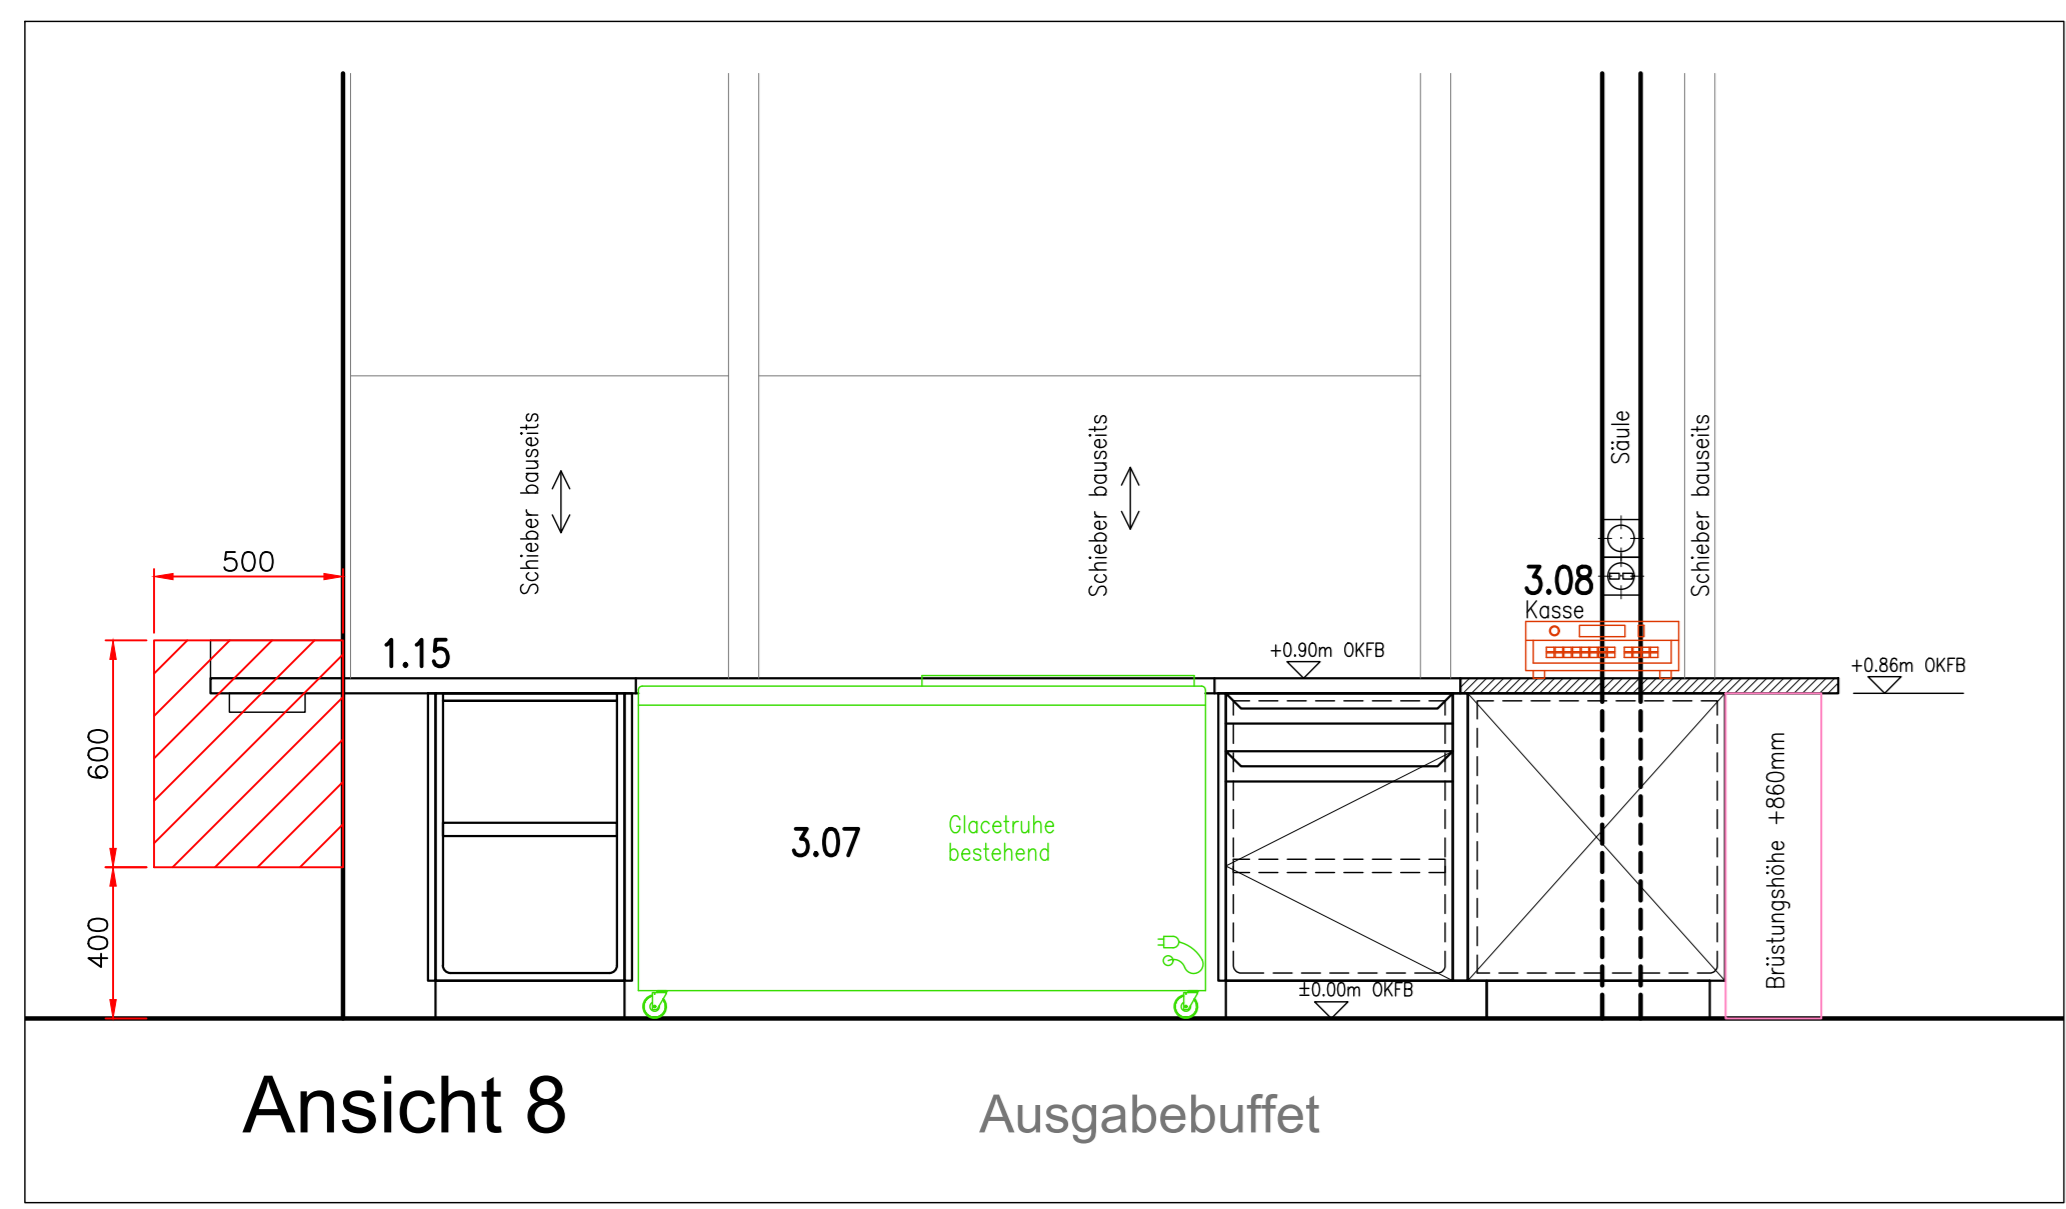 Schieber bauseits
Schieber bauseits
Säule
Schieber bauseits
500
3.08
Kasse
1.15
+0.90m OKFB
+0.86m OKFB
600
3.07
Glacetruhe
bestehend
Brüstungshöhe +860mm
400
±0.00m OKFB
Ansicht 8
Ausgabebuffet